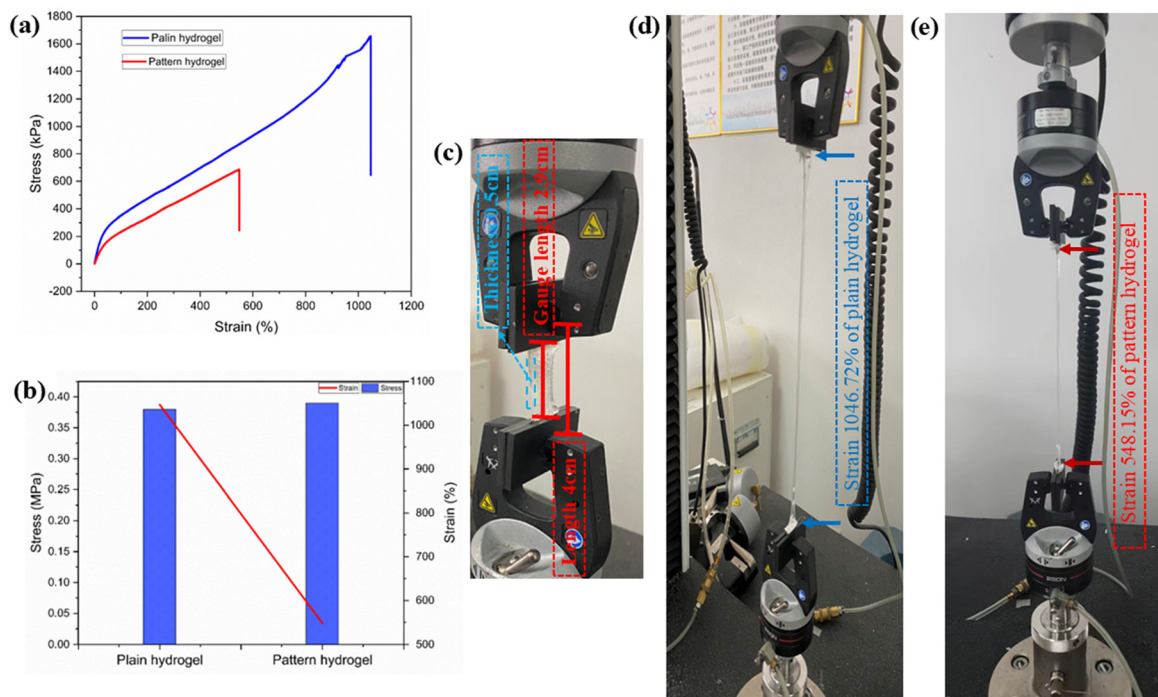 (a)
1800
1600
1400
1200
1000
800
600
400
200
0
-200
Stress (kPa)
Palin hydrogel
Pattern hydrogel
0 200 400 600 800 1000 1200
Strain (%)
(b)
0.40
0.35
0.30
0.25
0.20
0.15
0.10
0.05
0.00
Stress (MPa)
Strain Stress
1100
1000
900
800
700
600
500
Strain (%)
Plain hydrogel Pattern hydrogel
(c)
Thickness 0.5cm
Gauge length 2.9cm
Length 4cm
(d)
Strain 1046.72% of plain hydrogel
(e)
Strain 548.15% of pattern hydrogel
250N